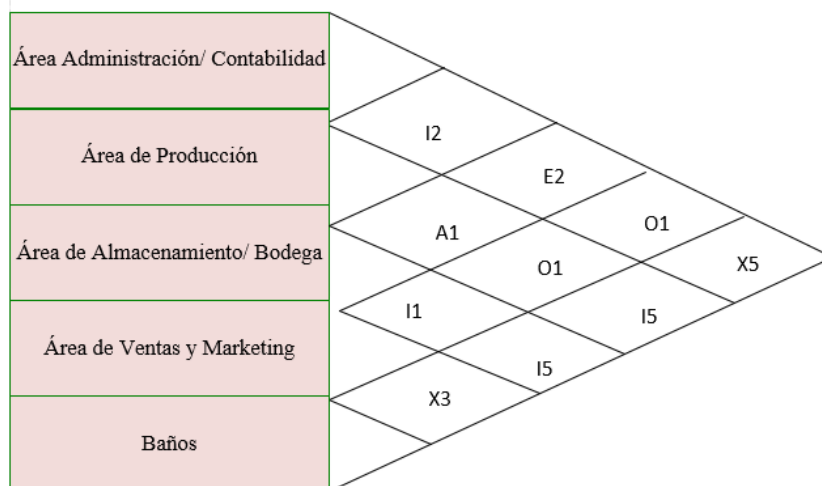 Área Administración/ Contabilidad
I2
Área de Producción
E2
A1
O1
Área de Almacenamiento/ Bodega
O1
X5
I1
I5
Área de Ventas y Marketing
I5
X3
Baños